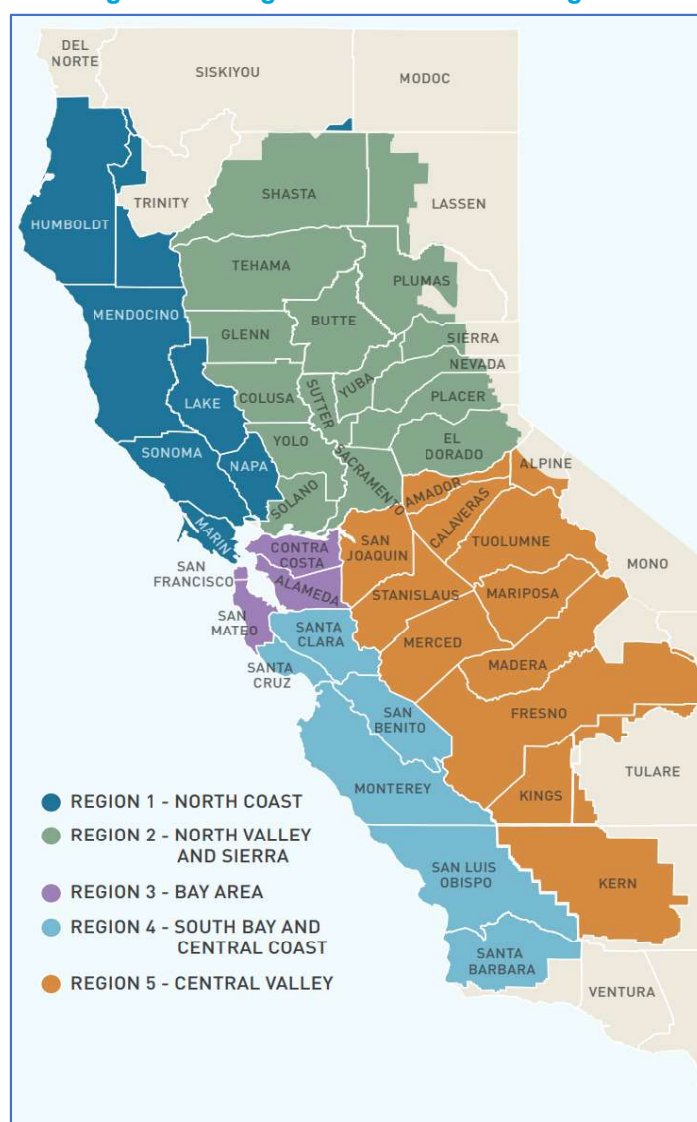 DEL
NORTE
SISKIYOU
MODOC
SHASTA
LASSEN
TRINITY
HUMBOLDT
TEHAMA
PLUMAS
MENDOCINO
BUTTE
GLENN
SIERRA
NEVADA
YUBA
SUTTER
COLUSA
PLACER
LAKE
YOLO
EL
DORADO
SACRAMENTO
SONOMA
NAPA
SOLANO
ALPINE
AMADOR
CALAVERAS
MARIN
CONTRA
COSTA
SAN
JOAQUIN
TUOLUMNE
MONO
SAN
FRANCISCO
ALAMEDA
STANISLAUS
MARIPOSA
SAN
MATEO
SANTA
CLARA
MERCED
MADERA
SANTA
CRUZ
SAN
BENITO
FRESNO
TULARE
MONTEREY
KINGS
REGION 1 - NORTH COAST
REGION 2 - NORTH VALLEY
AND SIERRA
REGION 3 - BAY AREA
REGION 4 - SOUTH BAY AND
CENTRAL COAST
REGION 5 - CENTRAL VALLEY
SAN LUIS
OBISPO
KERN
SANTA
BARBARA
VENTURA